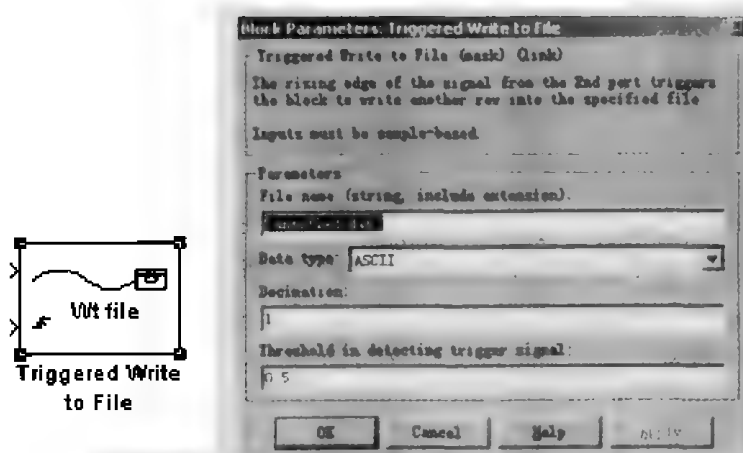 Block Parameters: Triggered Write to File
Triggered Write to File (mask) (link)
The rising edge of the signal from the 2nd port triggers
the block to write another row into the specified file
Inputs must be sample-based
Parameters
File name (string, include extension).
Data type: ASCII
Decimation:
1
Threshold in detecting trigger signal:
0.5
OK Cancel Help Apply
Wt file
Triggered Write
to File